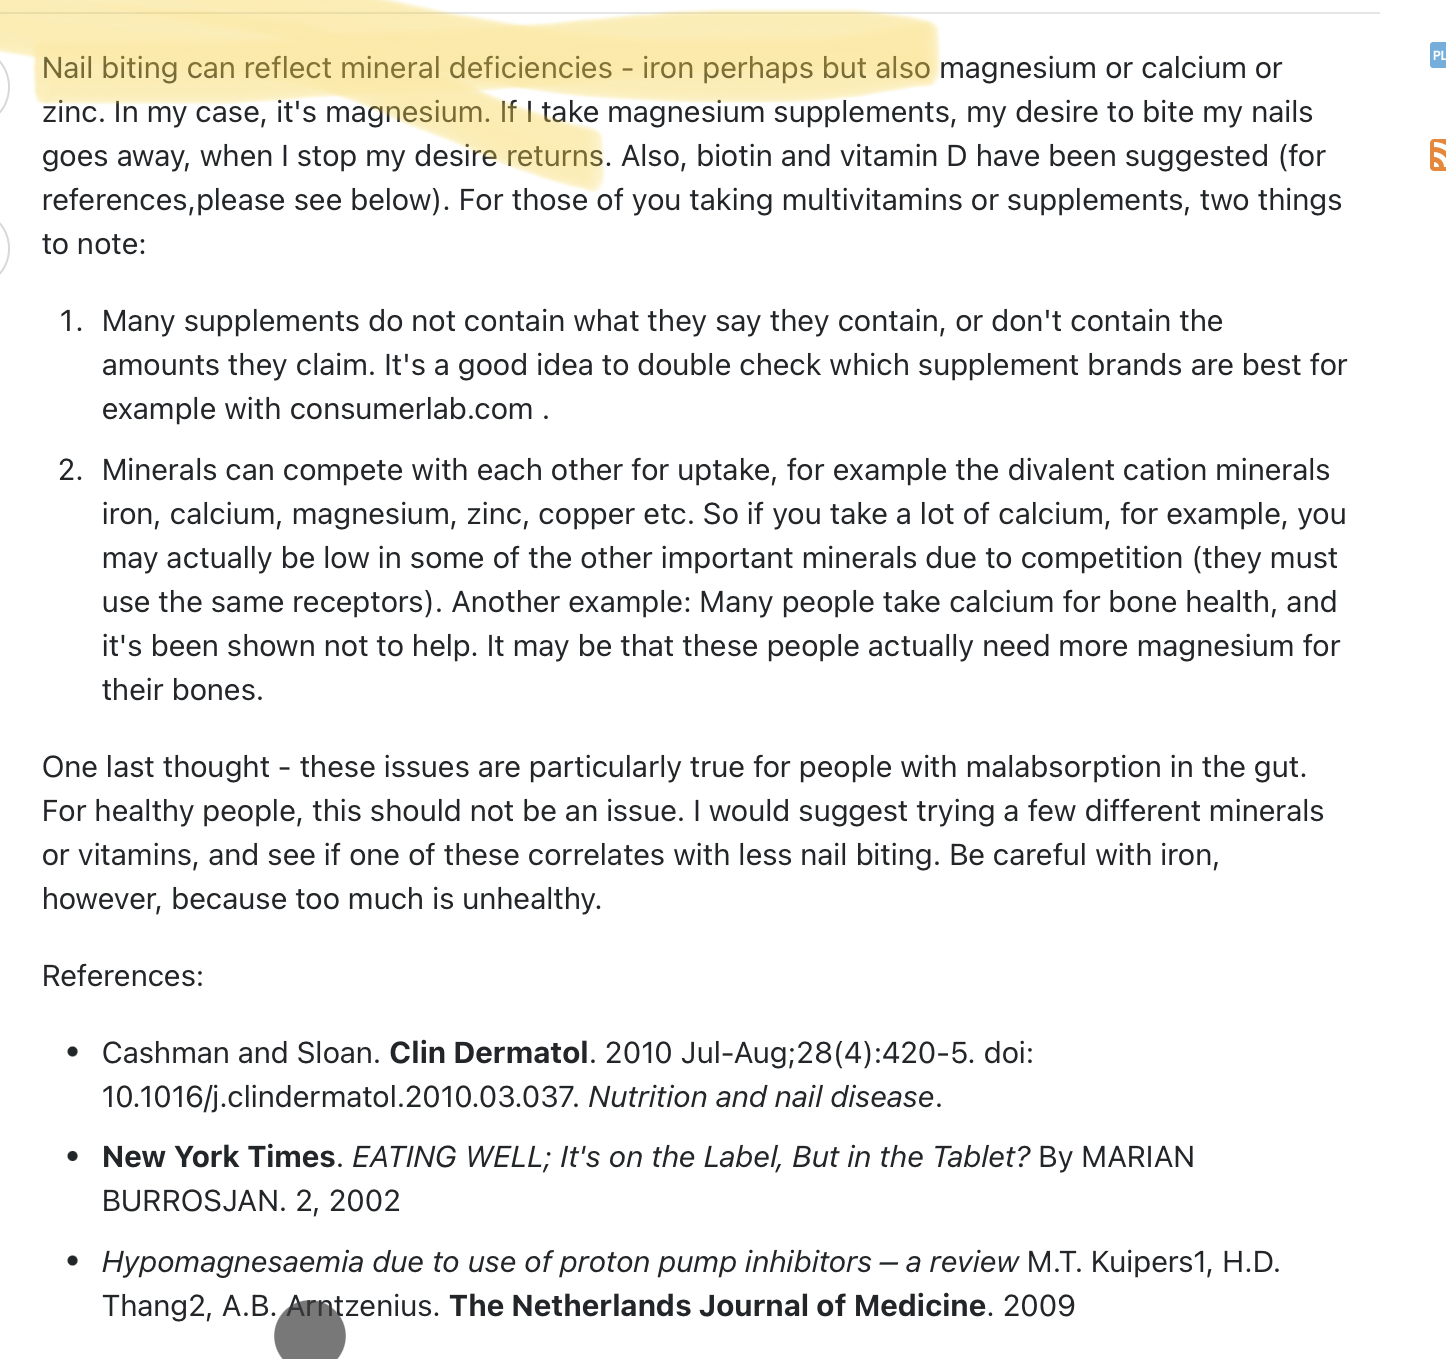 Nail biting can reflect mineral deficiencies - iron perhaps but also magnesium or calcium or
zinc. In my case, it's magnesium. If I take magnesium supplements, my desire to bite my nails
goes away, when I stop my desire returns. Also, biotin and vitamin D have been suggested (for
references,please see below). For those of you taking multivitamins or supplements, two things
to note:
1. Many supplements do not contain what they say they contain, or don't contain the
amounts they claim. It's a good idea to double check which supplement brands are best for
example with consumerlab.com .
2. Minerals can compete with each other for uptake, for example the divalent cation minerals
iron, calcium, magnesium, zinc, copper etc. So if you take a lot of calcium, for example, you
may actually be low in some of the other important minerals due to competition (they must
use the same receptors). Another example: Many people take calcium for bone health, and
it's been shown not to help. It may be that these people actually need more magnesium for
their bones.
One last thought - these issues are particularly true for people with malabsorption in the gut.
For healthy people, this should not be an issue. I would suggest trying a few different minerals
or vitamins, and see if one of these correlates with less nail biting. Be careful with iron,
however, because too much is unhealthy.
References:
• Cashman and Sloan. Clin Dermatol. 2010 Jul-Aug;28(4):420-5. doi:
10.1016/j.clindermatol.2010.03.037. Nutrition and nail disease.
• New York Times. EATING WELL; It's on the Label, But in the Tablet? By MARIAN
BURROSJAN. 2, 2002
• Hypomagnesaemia due to use of proton pump inhibitors – a review M.T. Kuipers1, H.D.
Thang2, A.B. Arntzenius. The Netherlands Journal of Medicine. 2009